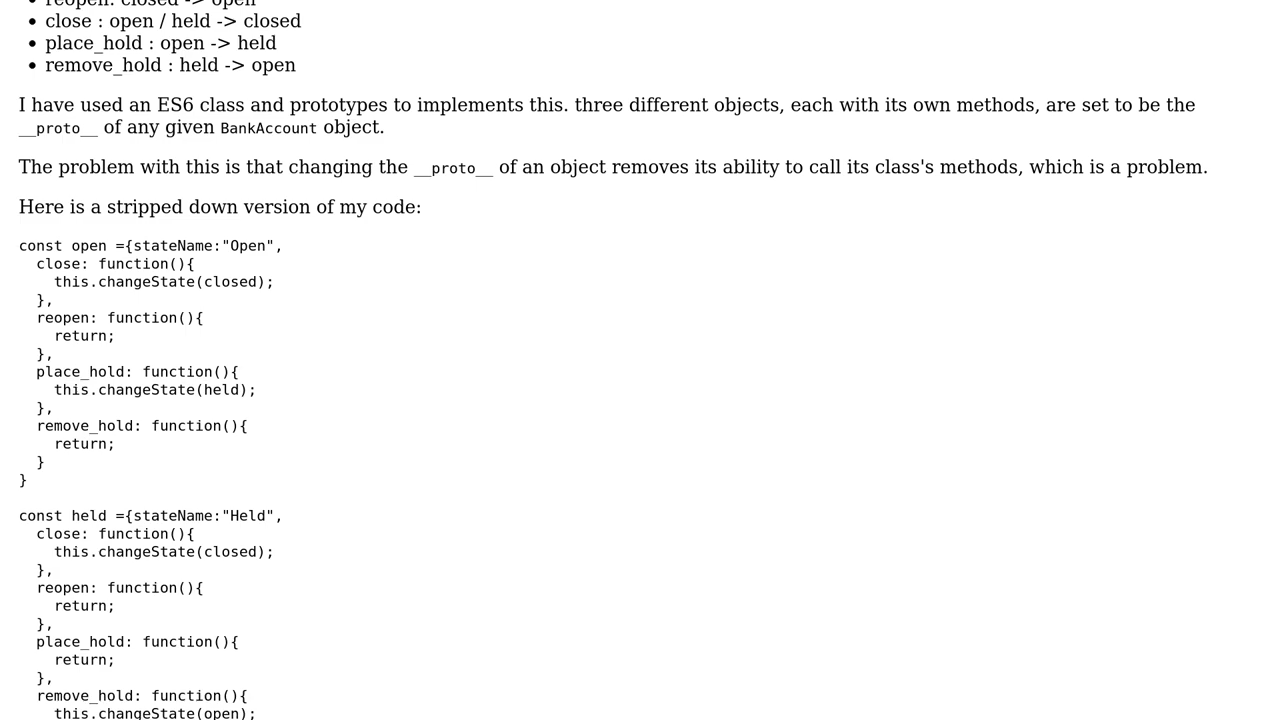 • reopen: closed -> open
• close : open / held -> closed
• place_hold : open -> held
• remove_hold : held -> open
I have used an ES6 class and prototypes to implements this. three different objects, each with its own methods, are set to be the
__proto__ of any given BankAccount object.
The problem with this is that changing the __proto__ of an object removes its ability to call its class's methods, which is a problem.
Here is a stripped down version of my code:
const open ={stateName:"Open",
  close: function(){
    this.changeState(closed);
  },
  reopen: function(){
    return;
  },
  place_hold: function(){
    this.changeState(held);
  },
  remove_hold: function(){
    return;
  }
}
const held ={stateName:"Held",
  close: function(){
    this.changeState(closed);
  },
  reopen: function(){
    return;
  },
  place_hold: function(){
    return;
  },
  remove_hold: function(){
    this.changeState(open);